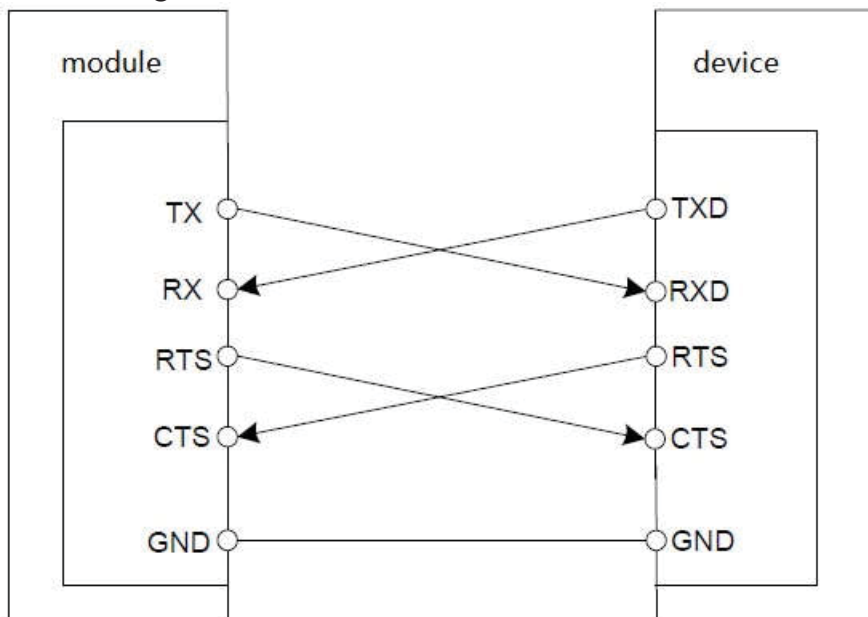 module
device
TX
TXD
RX
RXD
RTS
RTS
CTS
CTS
GND
GND